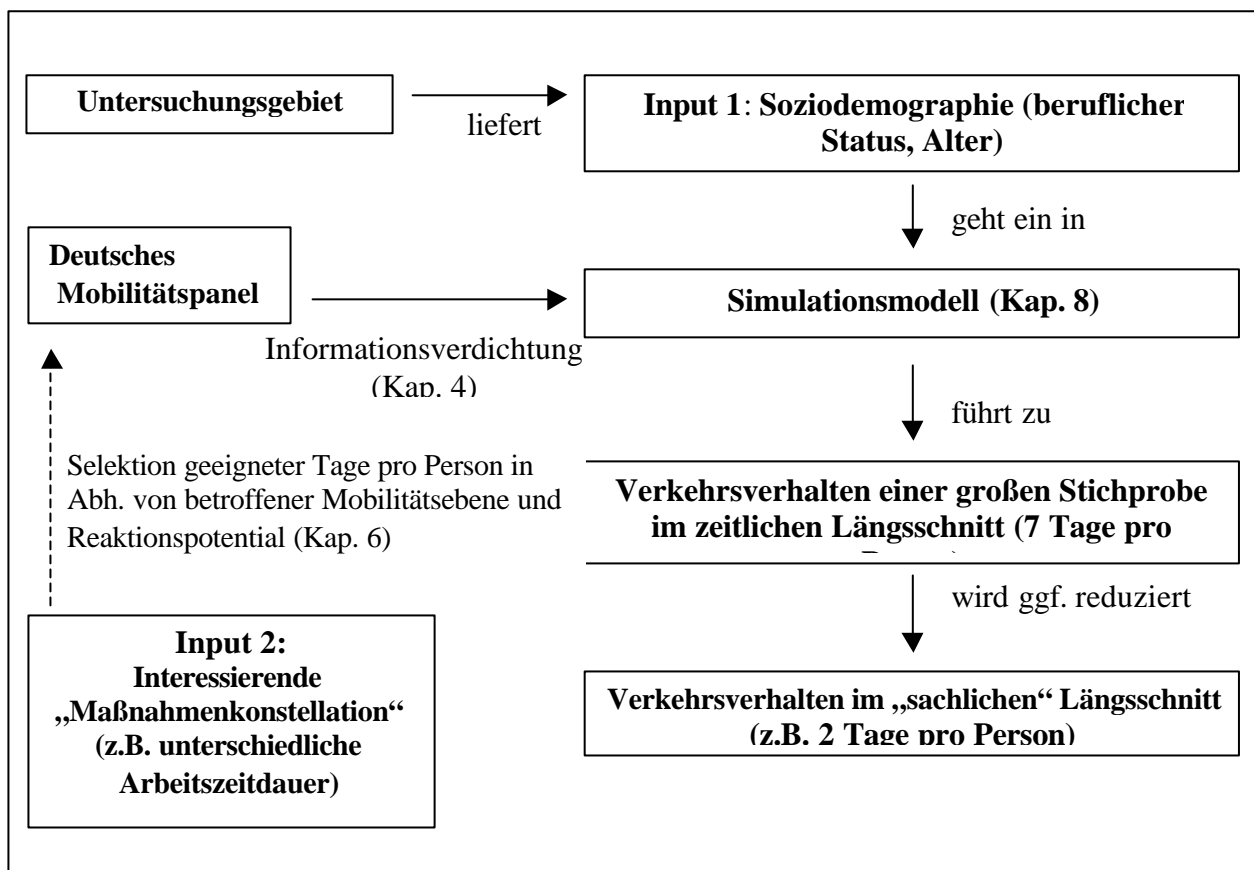 Untersuchungsgebiet
liefert
Input 1: Soziodemographie (beruflicher
Status, Alter)
geht ein in
Deutsches
Mobilitätspanel
Informationsverdichtung
(Kap. 4)
Simulationsmodell (Kap. 8)
führt zu
Selektion geeigneter Tage pro Person in
Abh. von betroffener Mobilitätsebene und
Reaktionspotential (Kap. 6)
Verkehrsverhalten einer großen Stichprobe
im zeitlichen Längsschnitt (7 Tage pro
wird ggf. reduziert
Input 2:
Interessierende
„Maßnahmenkonstellation“
(z.B. unterschiedliche
Arbeitszeitdauer)
Verkehrsverhalten im „sachlichen“ Längsschnitt
(z.B. 2 Tage pro Person)